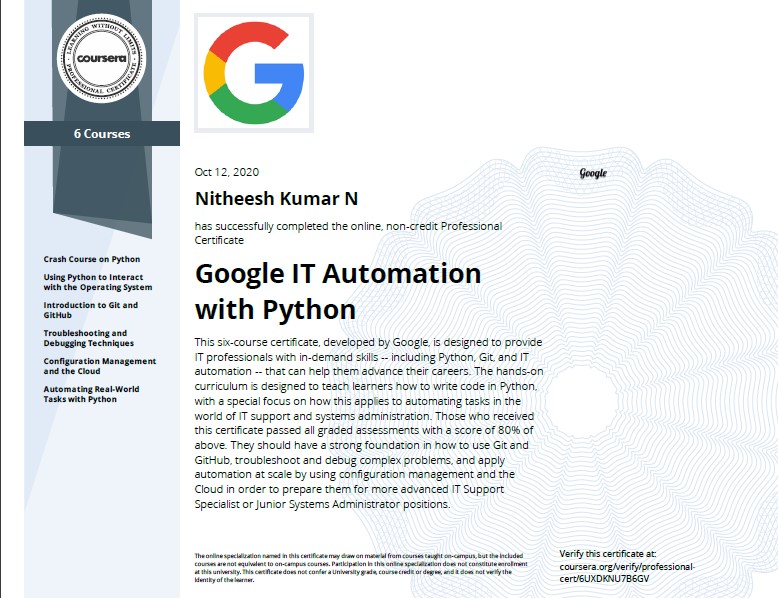 LEARNING WITHOUT LIMITS
coursera
PROFESSIONAL CERTIFICATE
6 Courses
Crash Course on Python
Using Python to Interact
with the Operating System
Introduction to Git and
GitHub
Troubleshooting and
Debugging Techniques
Configuration Management
and the Cloud
Automating Real-World
Tasks with Python
Oct 12, 2020
Nitheesh Kumar N
has successfully completed the online, non-credit Professional
Certificate
Google IT Automation
with Python
This six-course certificate, developed by Google, is designed to provide
IT professionals with in-demand skills -- including Python, Git, and IT
automation -- that can help them advance their careers. The hands-on
curriculum is designed to teach learners how to write code in Python,
with a special focus on how this applies to automating tasks in the
world of IT support and systems administration. Those who received
this certificate passed all graded assessments with a score of 80% of
above. They should have a strong foundation in how to use Git and
GitHub, troubleshoot and debug complex problems, and apply
automation at scale by using configuration management and the
Cloud in order to prepare them for more advanced IT Support
Specialist or Junior Systems Administrator positions.
Google
The online specialization named in this certificate may draw on material from courses taught on-campus, but the included
courses are not equivalent to on-campus courses. Participation in this online specialization does not constitute enrollment
at this university. This certificate does not confer a University grade, course credit or degree, and it does not verify the
identity of the learner.
Verify this certificate at:
coursera.org/verify/professional-
cert/6UXDKNU7B6GV